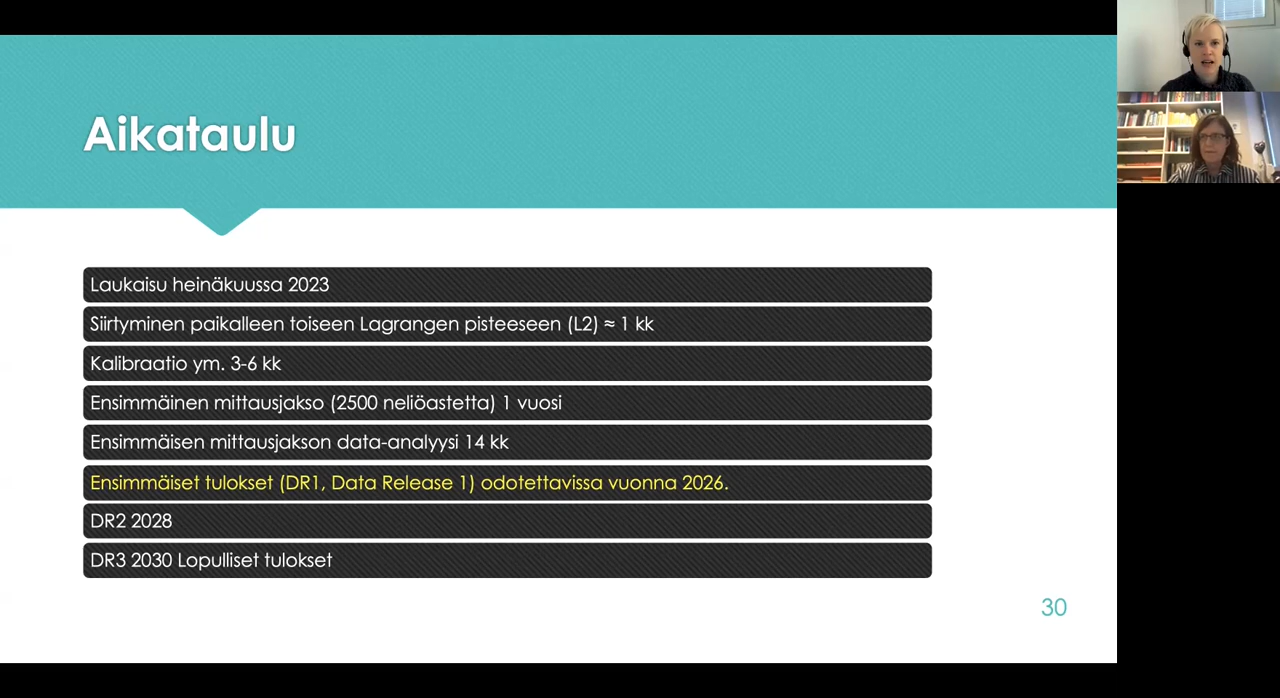 Aikataulu
Laukaisu heinäkuussa 2023
Siirtyminen paikalleen toiseen Lagrangen pisteeseen (L2) ≈ 1 kk
Kalibraatio ym. 3-6 kk
Ensimmäinen mittausjakso (2500 neliöastetta) 1 vuosi
Ensimmäisen mittausjakson data-analyysi 14 kk
Ensimmäiset tulokset (DR1, Data Release 1) odotettavissa vuonna 2026.
DR2 2028
DR3 2030 Lopulliset tulokset
30